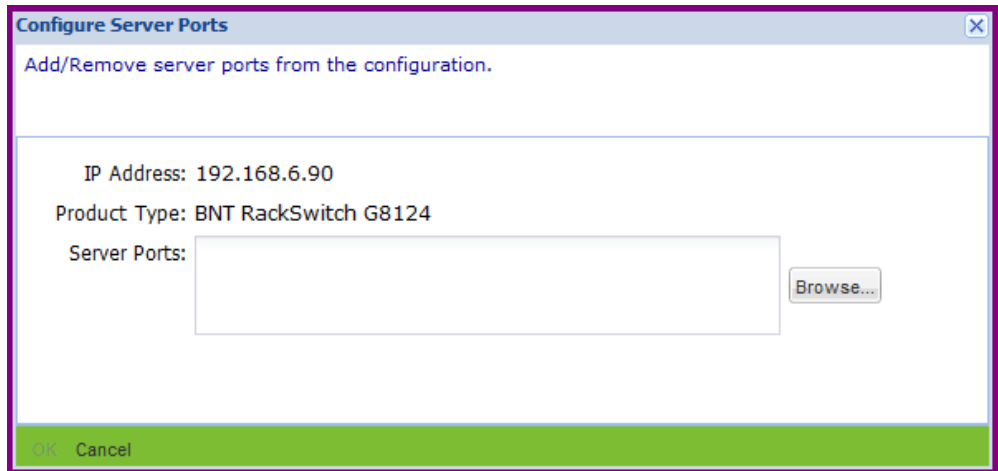 Configure Server Ports
Add/Remove server ports from the configuration.
IP Address: 192.168.6.90
Product Type: BNT RackSwitch G8124
Server Ports:
Browse...
OK Cancel